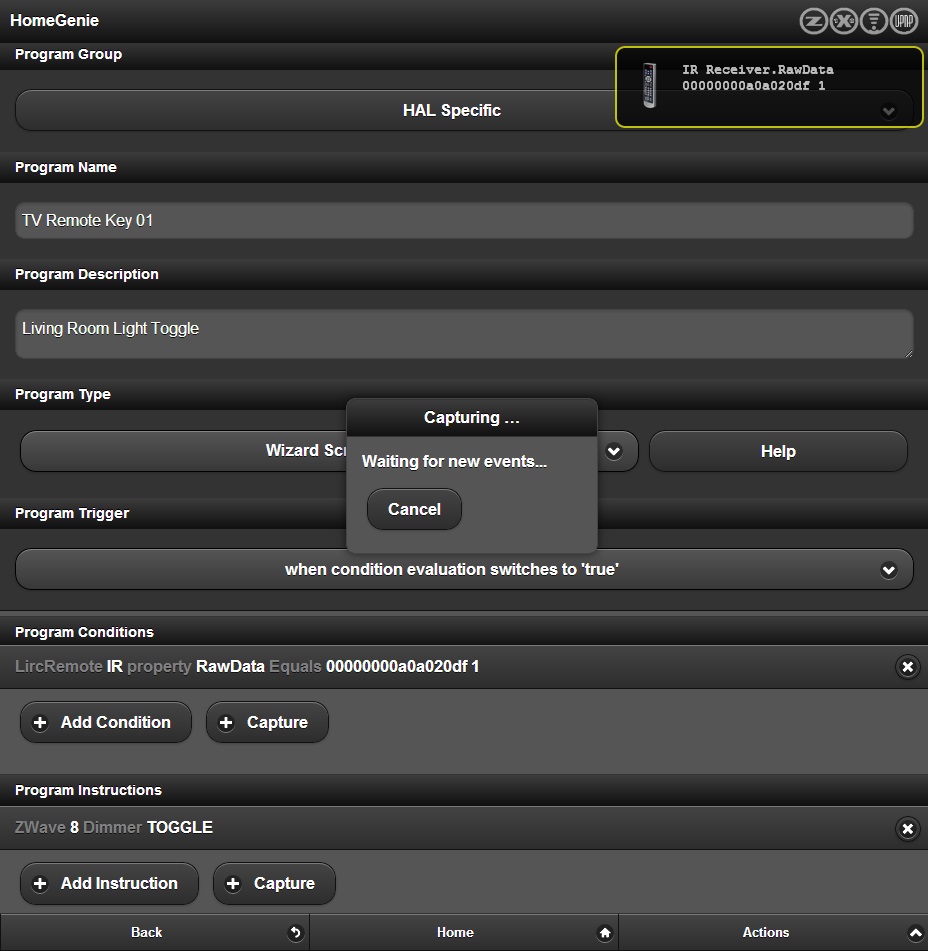 HomeGenie
UPNP
Program Group
IR Receiver.RawData
00000000a0a020df 1
HAL Specific
Program Name
TV Remote Key 01
Program Description
Living Room Light Toggle
Program Type
Wizard Scr
Help
Capturing ...
Waiting for new events...
Cancel
Program Trigger
when condition evaluation switches to 'true'
Program Conditions
LircRemote IR property RawData Equals 00000000a0a020df 1
Add Condition
Capture
Program Instructions
ZWave 8 Dimmer TOGGLE
Add Instruction
Capture
Back
Home
Actions